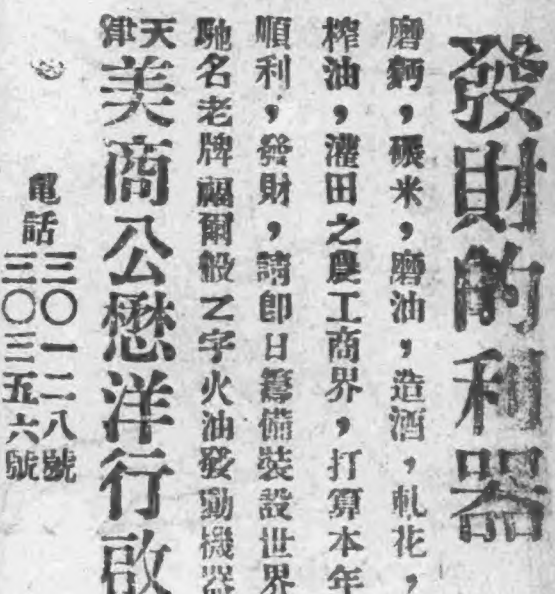 發財的利器
磨麪，碾米，磨油，造酒，軋花，
榨油，灌田之農工商界，打算本年
順利，發財，請即日籌備裝設世界
馳名老牌福爾般Z字火油發動機器
天津
美商公懋洋行啟
電話
三〇一二八號
三〇三五六號